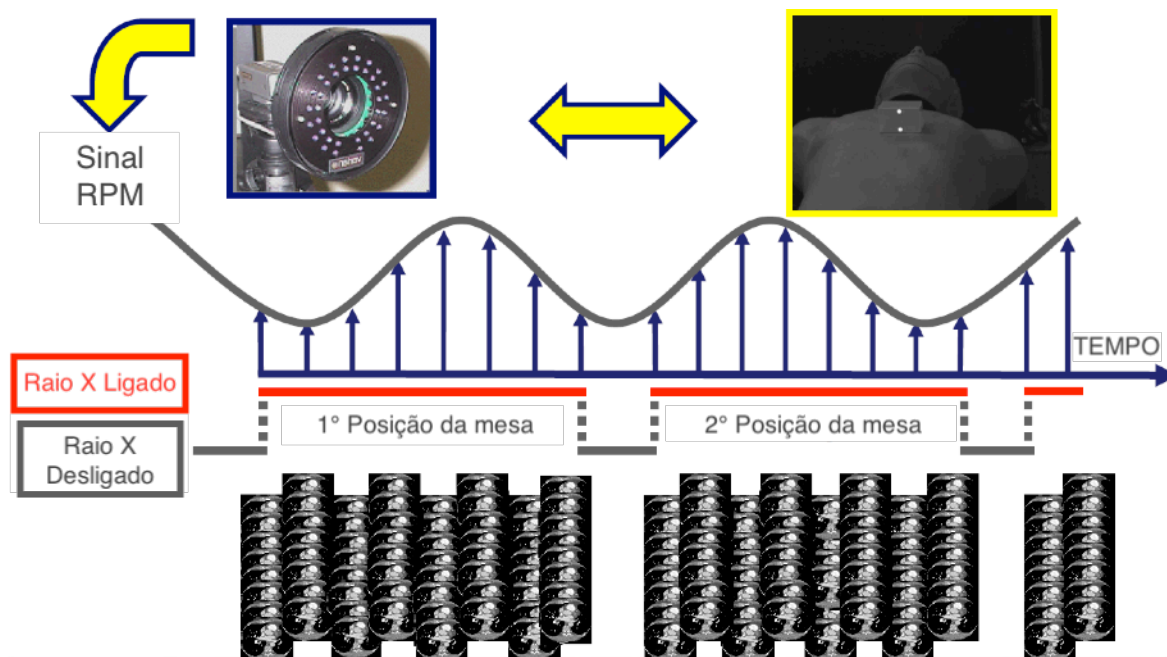 Sinal
RPM
TEMPO
Raio X Ligado
1° Posição da mesa
2° Posição da mesa
Raio X
Desligado